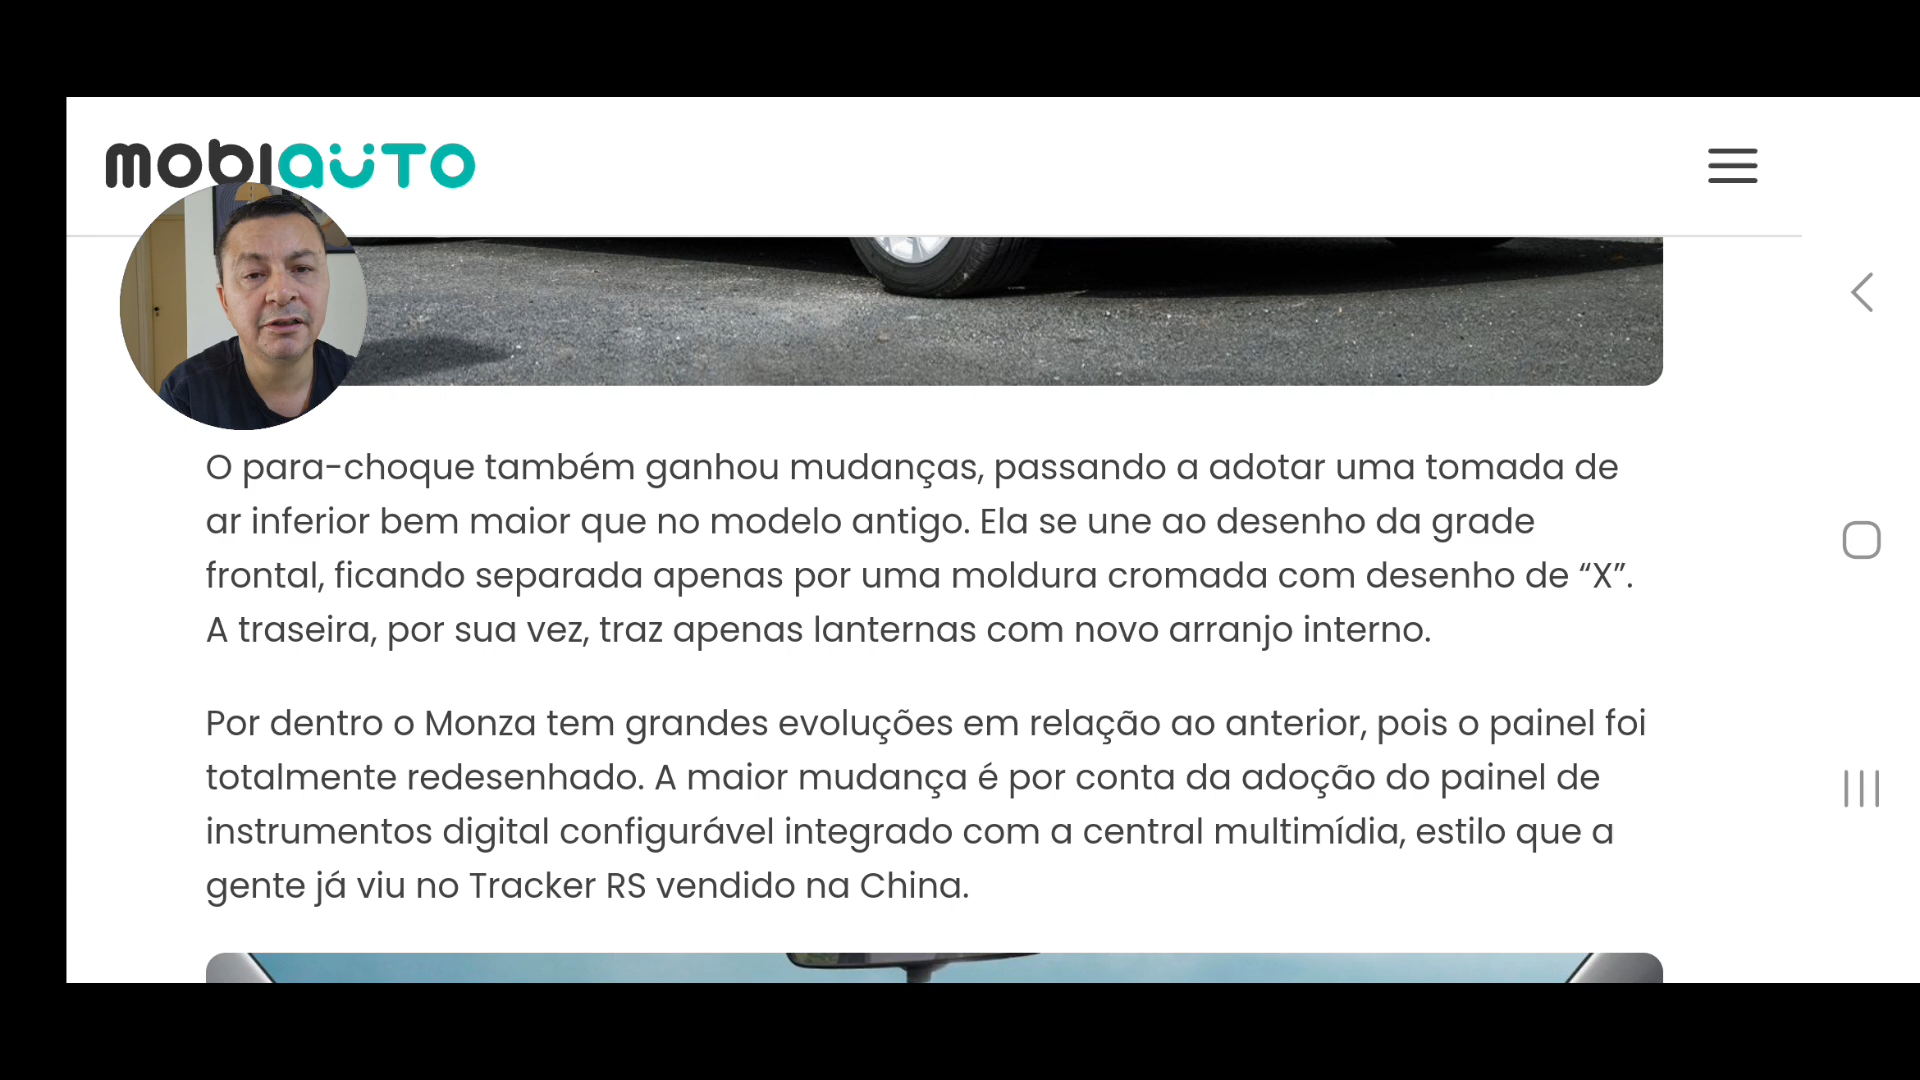 mobiauto
O para-choque também ganhou mudanças, passando a adotar uma tomada de
ar inferior bem maior que no modelo antigo. Ela se une ao desenho da grade
frontal, ficando separada apenas por uma moldura cromada com desenho de “X”.
A traseira, por sua vez, traz apenas lanternas com novo arranjo interno.
Por dentro o Monza tem grandes evoluções em relação ao anterior, pois o painel foi
totalmente redesenhado. A maior mudança é por conta da adoção do painel de
instrumentos digital configurável integrado com a central multimídia, estilo que a
gente já viu no Tracker RS vendido na China.